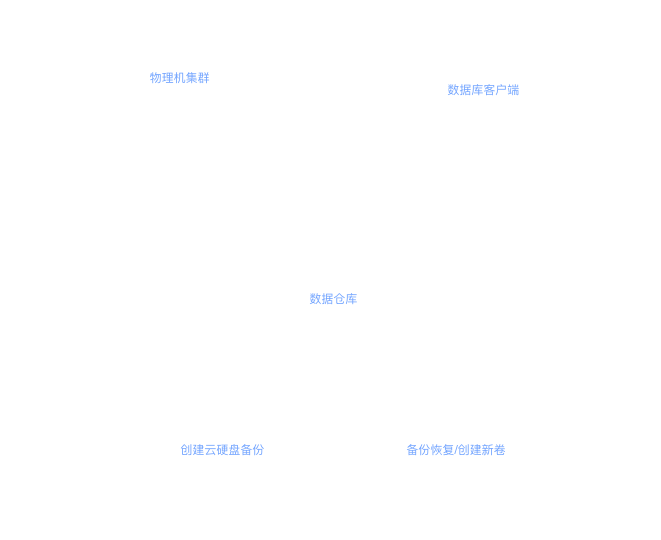 物理机集群
数据库客户端
数据仓库
创建云硬盘备份
备份恢复/创建新卷